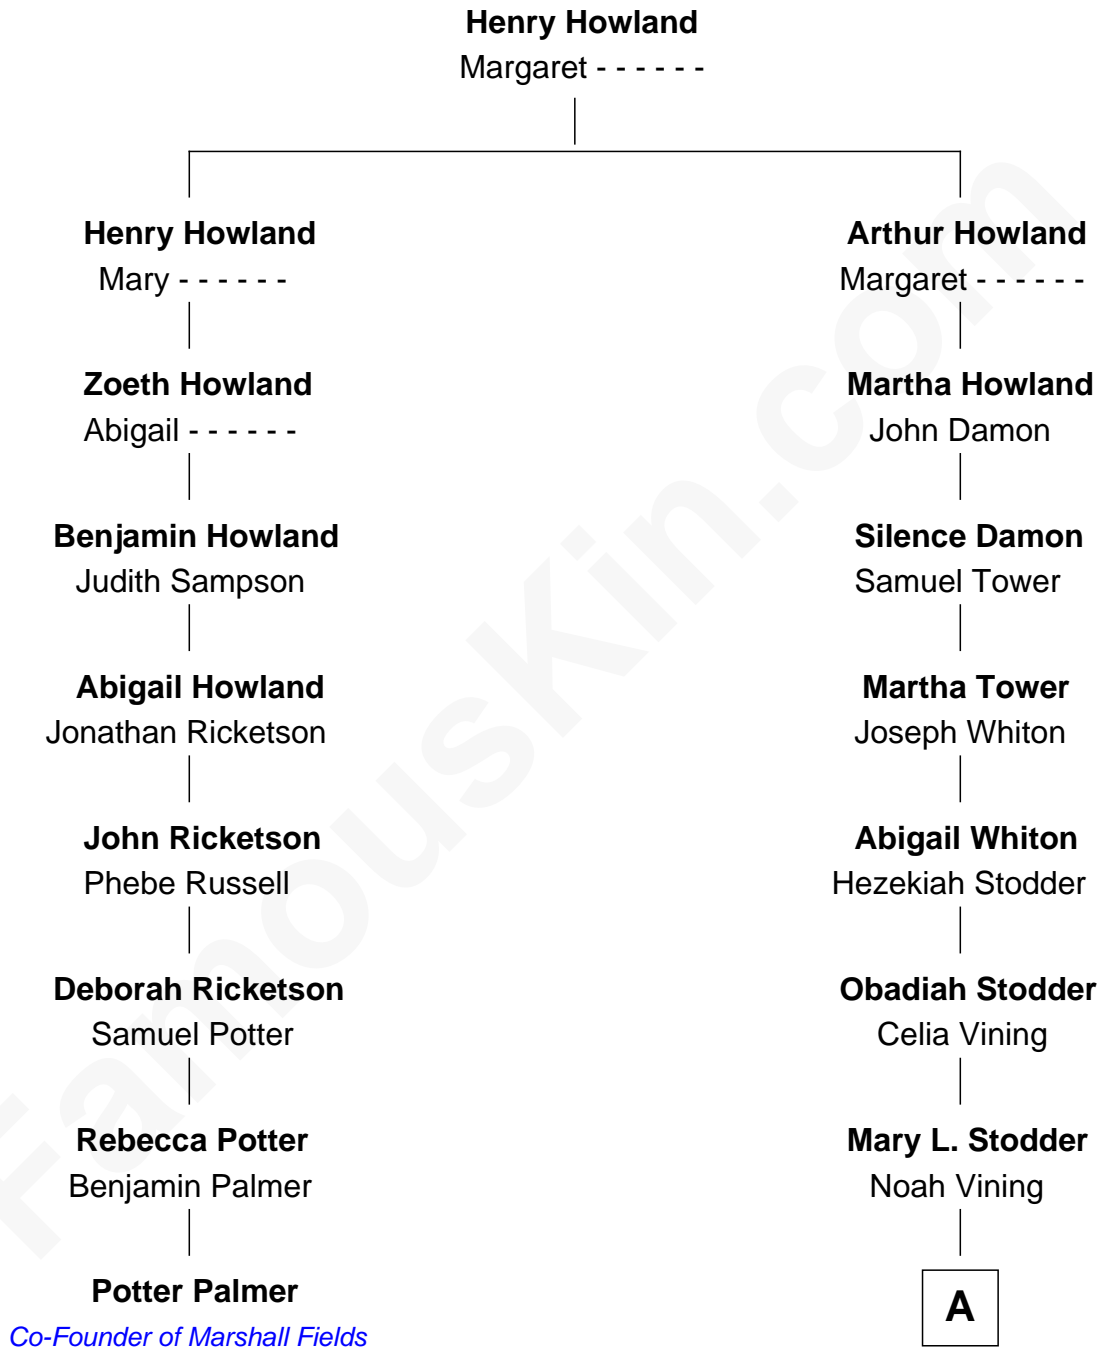 Henry Howland
Margaret - - - - - -
Henry Howland
Mary - - - - - -
Zoeth Howland
Abigail - - - - - -
Benjamin Howland
Judith Sampson
Abigail Howland
Jonathan Ricketson
John Ricketson
Phebe Russell
Deborah Ricketson
Samuel Potter
Rebecca Potter
Benjamin Palmer
Potter Palmer
Co-Founder of Marshall Fields
Arthur Howland
Margaret - - - - - -
Martha Howland
John Damon
Silence Damon
Samuel Tower
Martha Tower
Joseph Whiton
Abigail Whiton
Hezekiah Stodder
Obadiah Stodder
Celia Vining
Mary L. Stodder
Noah Vining
A
FamousKin.com